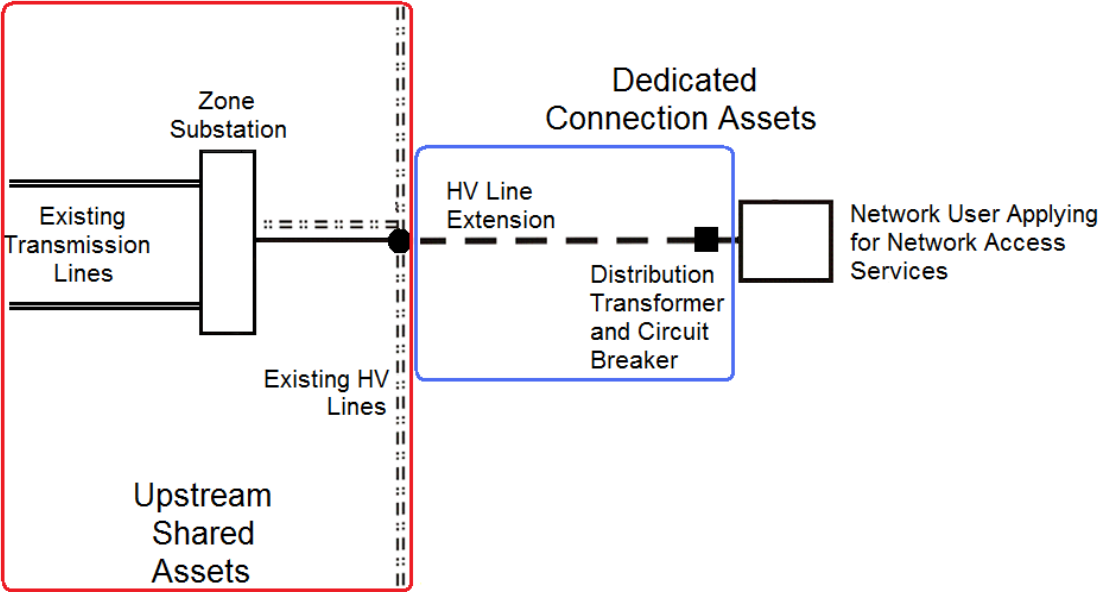 Dedicated
Connection Assets
Zone
Substation
HV Line
Extension
Existing
Transmission
Lines
Network User Applying
for Network Access
Services
Distribution
Transformer
and Circuit
Breaker
Existing HV
Lines
Upstream
Shared
Assets